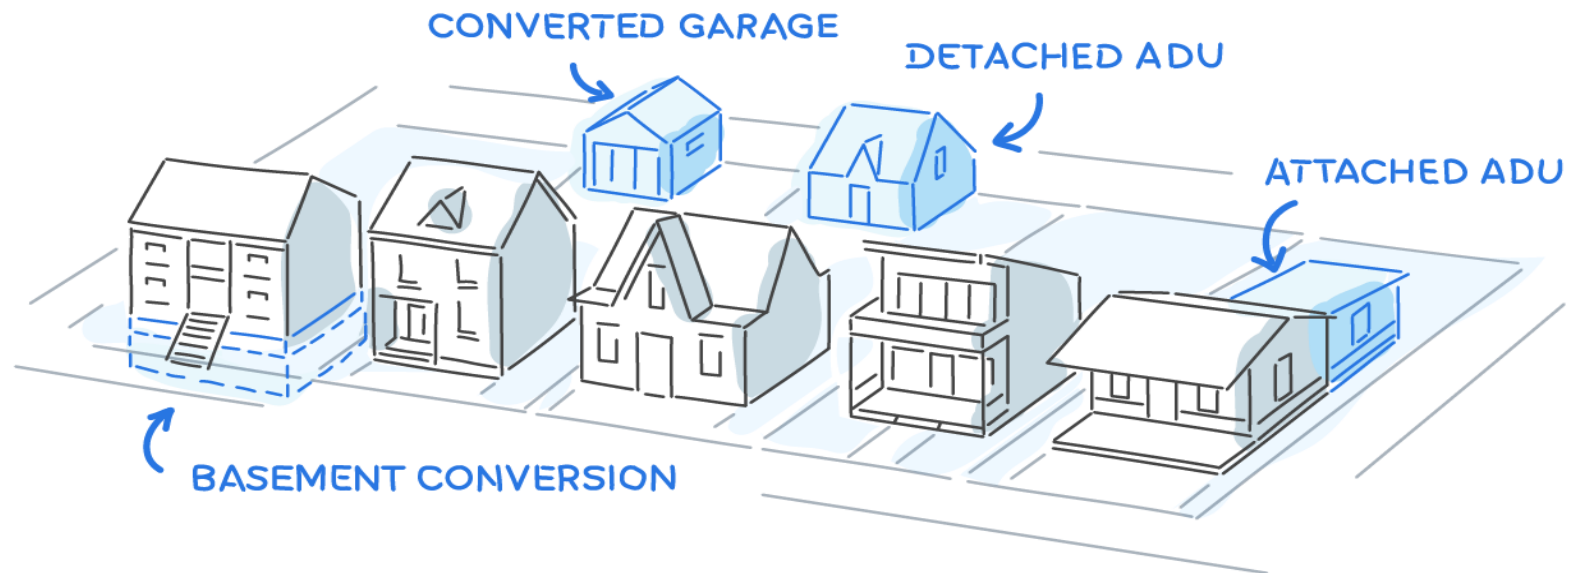 CONVERTED GARAGE
DETACHED ADU
ATTACHED ADU
BASEMENT CONVERSION